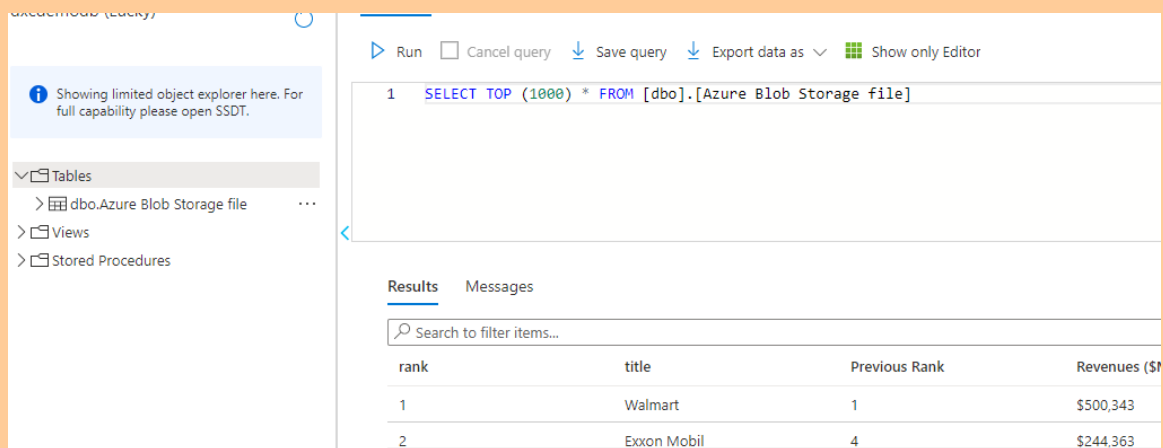 dxcdemodb (Lucky)
Run Cancel query Save query Export data as Show only Editor
Showing limited object explorer here. For
full capability please open SSDT.
1 SELECT TOP (1000) * FROM [dbo].[Azure Blob Storage file]
Tables
dbo.Azure Blob Storage file ...
Views
Stored Procedures
Results Messages
Search to filter items...
rank title Previous Rank Revenues ($
1 Walmart 1 $500,343
2 Exxon Mobil 4 $244,363